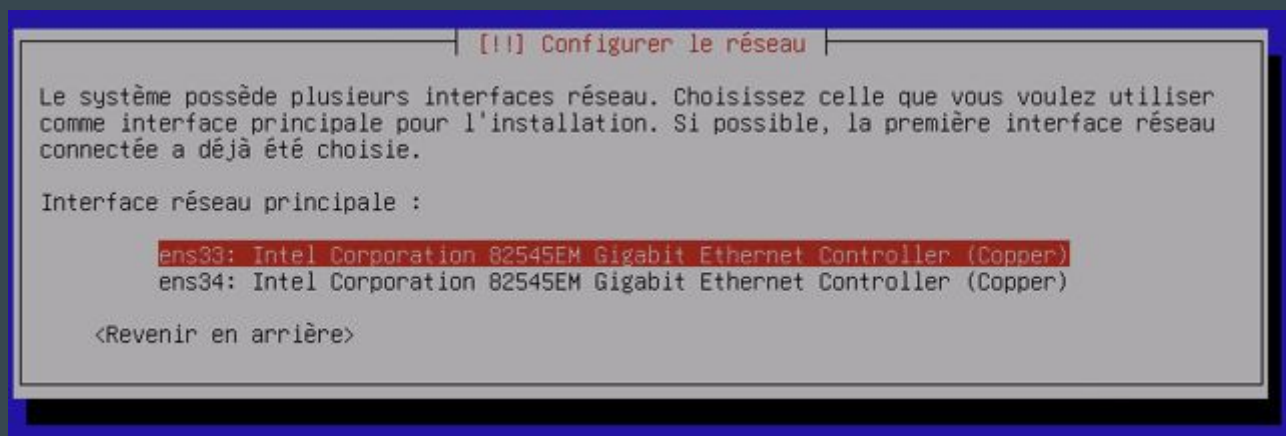 [!!] Configurer le réseau
Le système possède plusieurs interfaces réseau. Choisissez celle que vous voulez utiliser
comme interface principale pour l'installation. Si possible, la première interface réseau
connectée a déjà été choisie.
Interface réseau principale :
ens33: Intel Corporation 82545EM Gigabit Ethernet Controller (Copper)
ens34: Intel Corporation 82545EM Gigabit Ethernet Controller (Copper)
<Revenir en arrière>